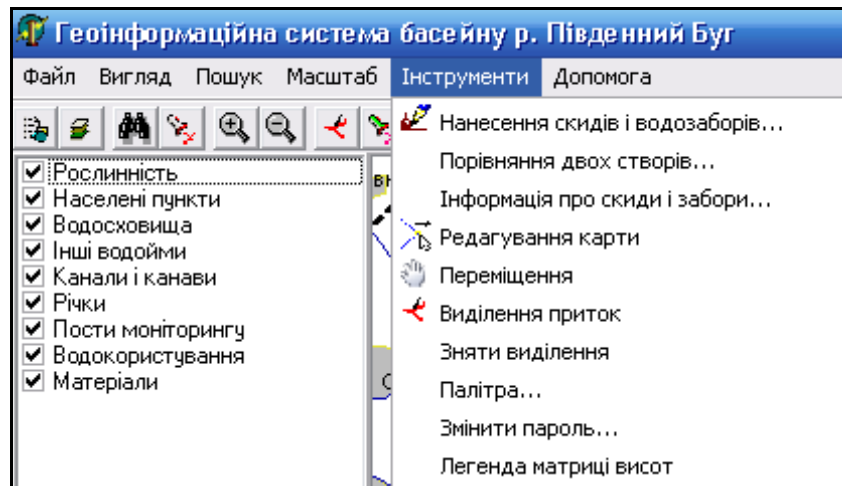 Геоінформаційна система басейну р. Південний Буг
Файл Вигляд Пошук Масштаб Інструменти Допомога
Рослинність
Населені пункти
Водосховища
Інші водойми
Канали і канави
Річки
Пости моніторингу
Водокористування
Матеріали
Нанесення скидів і водозаборів...
Порівняння двох створів...
Інформація про скиди і забори...
Редагування карти
Переміщення
Виділення приток
Зняти виділення
Палітра...
Змінити пароль...
Легенда матриці висот